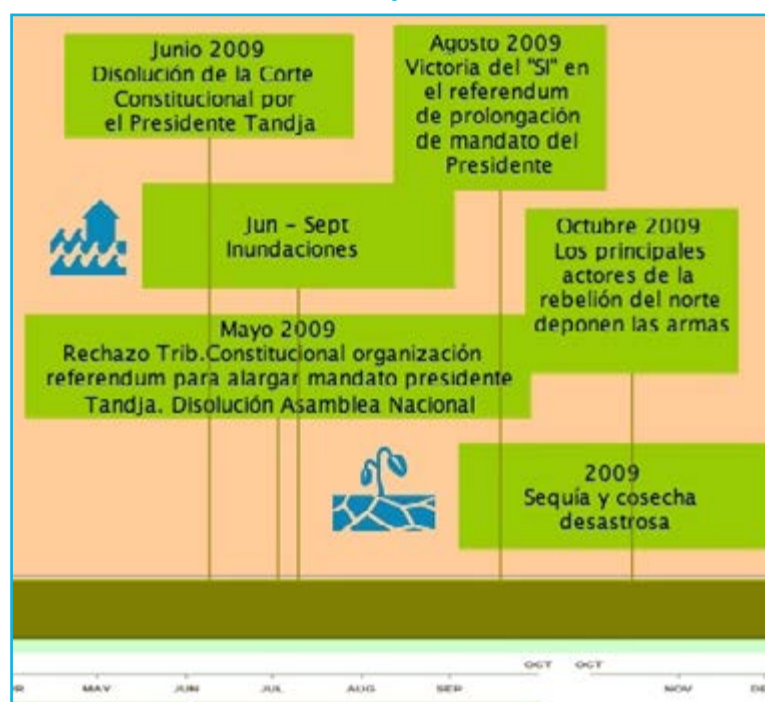 Junio 2009
Disolución de la Corte
Constitucional por
el Presidente Tandja
Agosto 2009
Victoria del "SI" en
el referendum
de prolongación
de mandato del
Presidente
Jun - Sept
Inundaciones
Octubre 2009
Los principales
actores de la
rebelión del norte
deponen las armas
Mayo 2009
Rechazo Trib.Constitucional organización
referendum para alargar mandato presidente
Tandja. Disolución Asamblea Nacional
2009
Sequía y cosecha
desastrosa
OCT OCT
MAY JUN JUL AUG SEP NOV